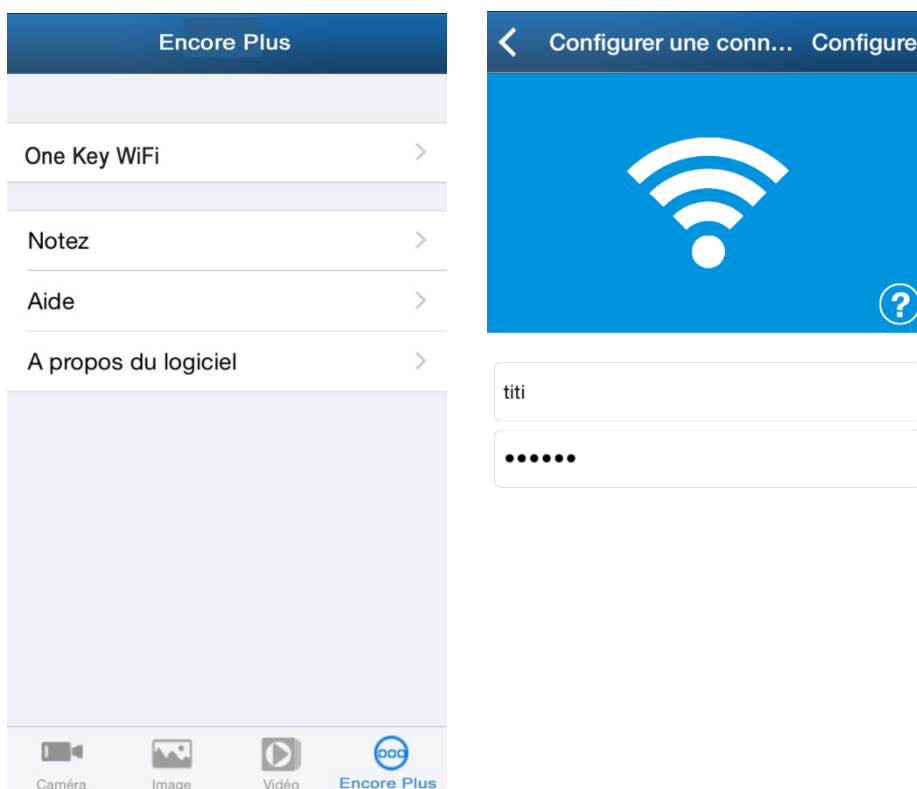 Encore Plus
One Key WiFi
Notez
Aide
A propos du logiciel
Caméra Image Vidéo Encore Plus
Configurer une conn... Configure
?
titi
••••••